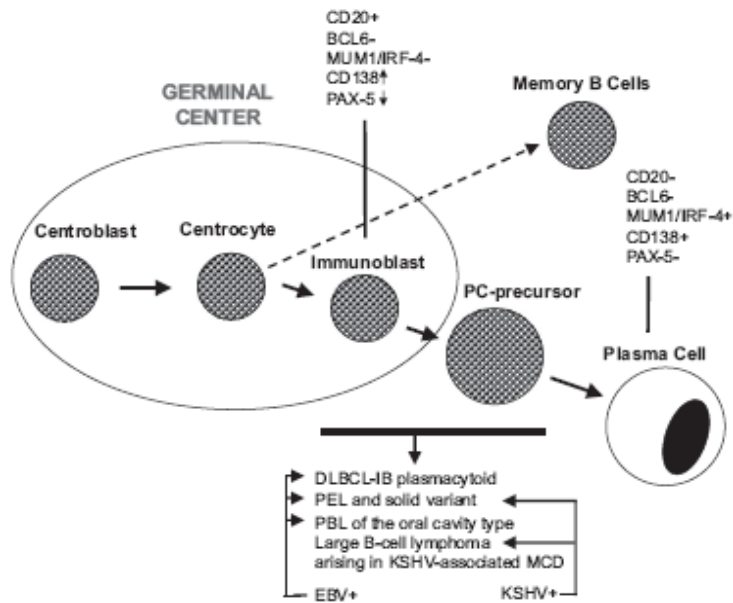 CD20+
BCL6-
MUM1/IRF-4-
CD138↑
PAX-5↓
GERMINAL
CENTER
Memory B Cells
CD20-
BCL6-
MUM1/IRF-4+
CD138+
PAX-5-
Centroblast
Centrocyte
Immunoblast
PC-precursor
Plasma Cell
DLBCL-IB plasmacytoid
PEL and solid variant
PBL of the oral cavity type
Large B-cell lymphoma
arising in KSHV-associated MCD
EBV+
KSHV+